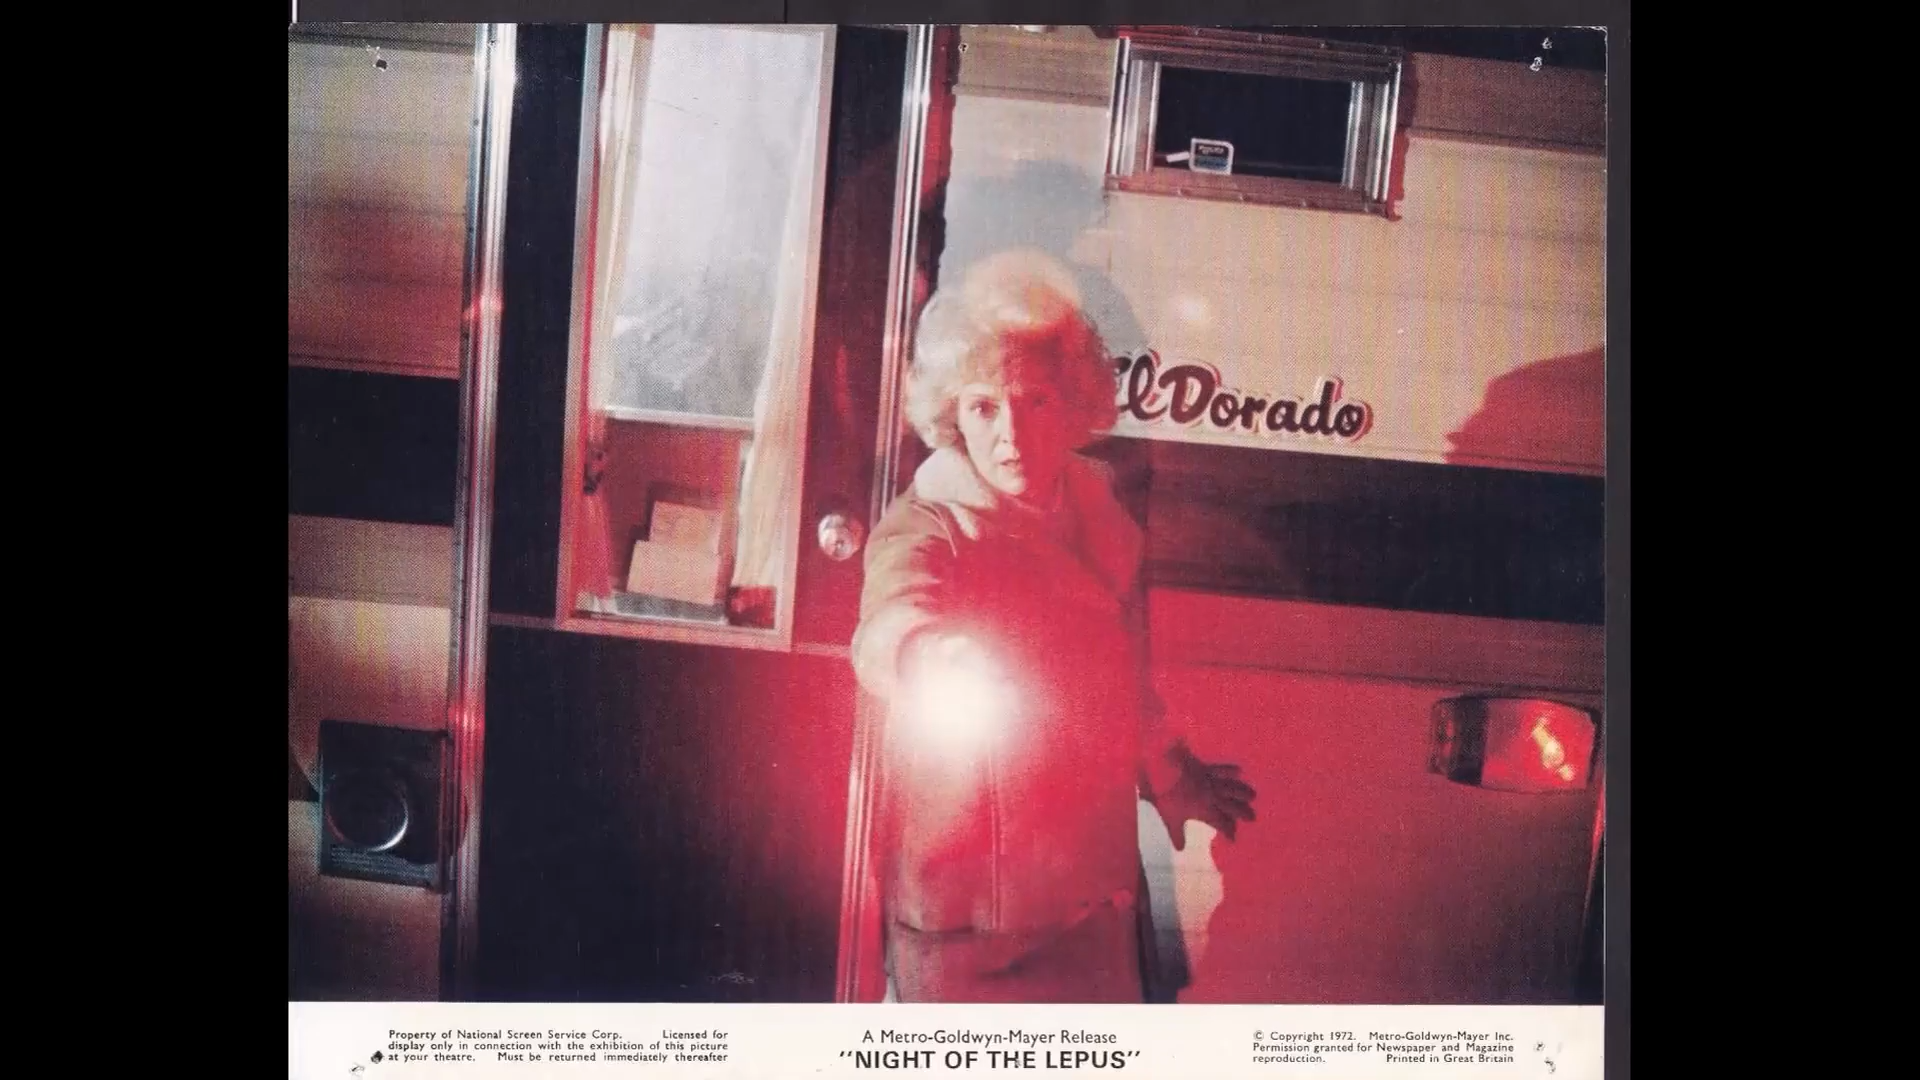 El Dorado
Property of National Screen Service Corp. Licensed for
display only in connection with the exhibition of this picture
at your theatre. Must be returned immediately thereafter
A Metro-Goldwyn-Mayer Release
"NIGHT OF THE LEPUS"
© Copyright 1972. Metro-Goldwyn-Mayer Inc.
Permission granted for Newspaper and Magazine
reproduction. Printed in Great Britain